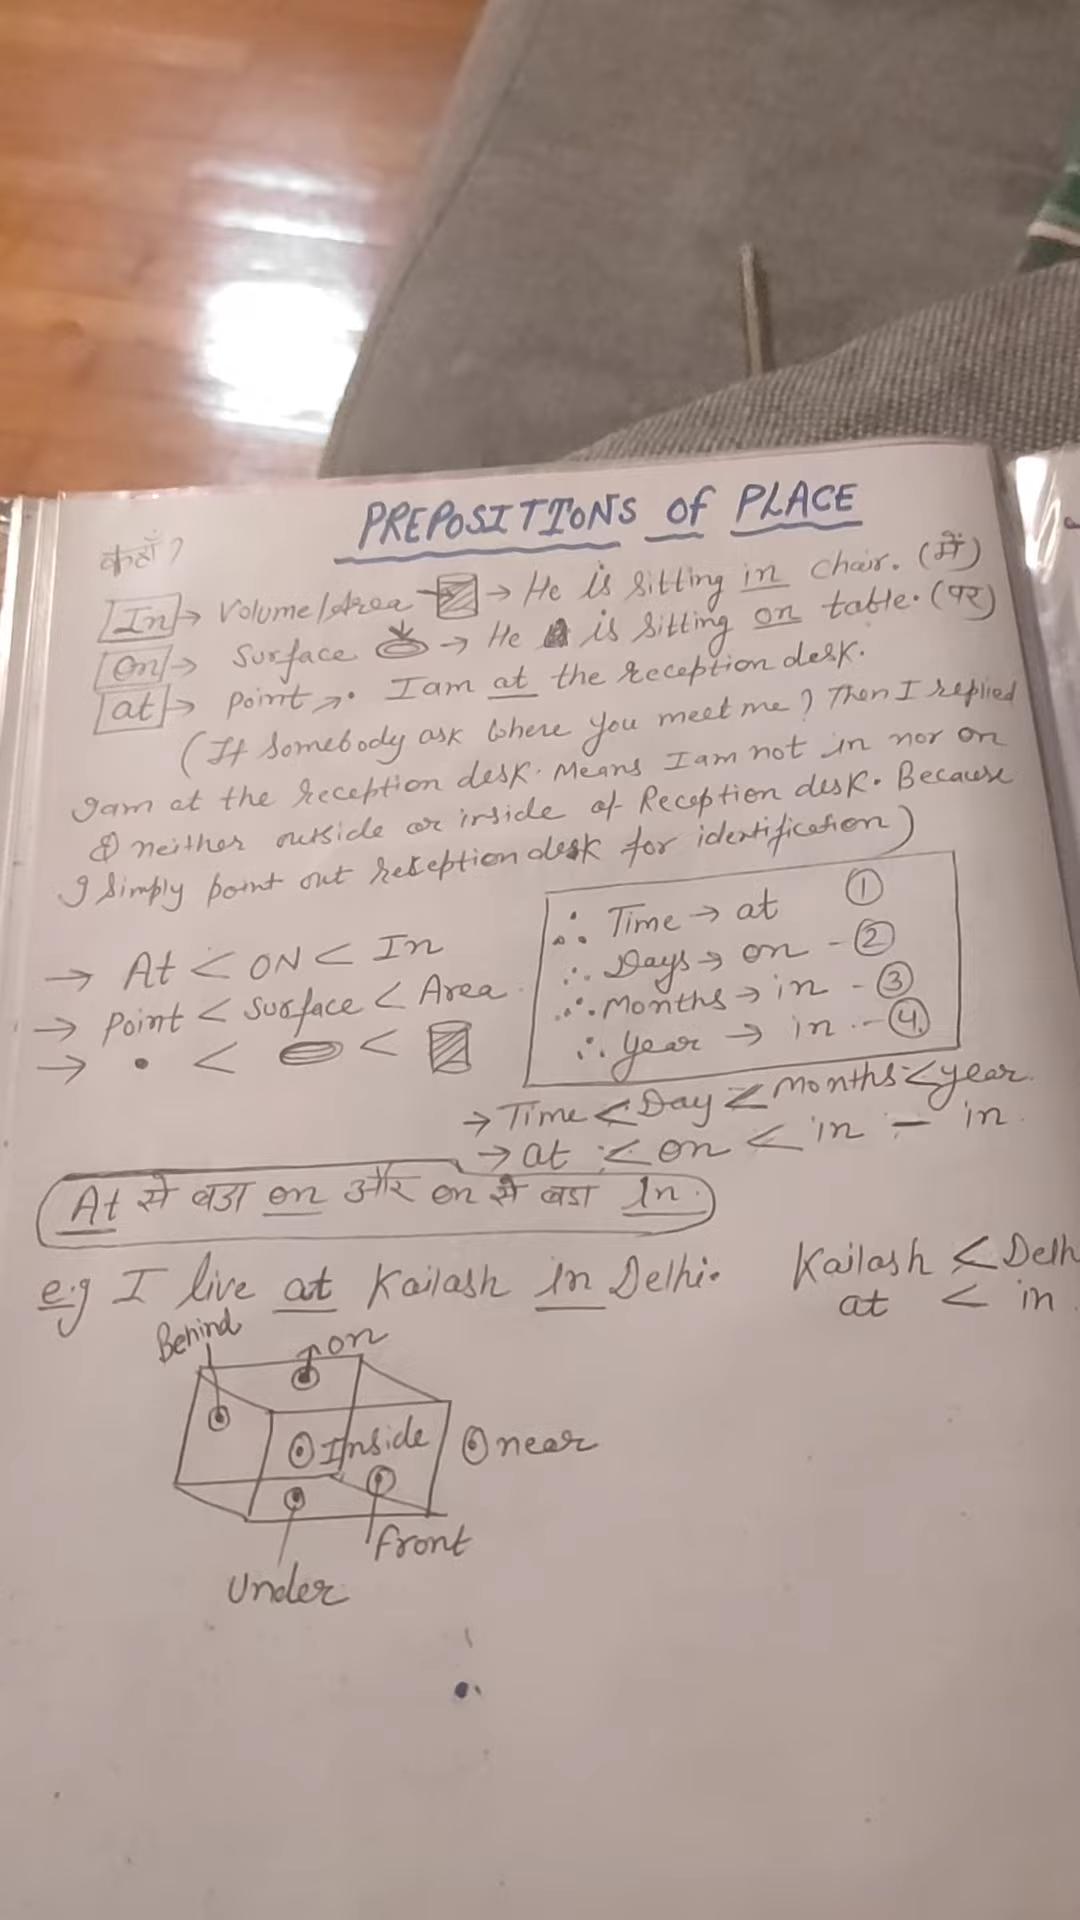 PREPOSITIONS of PLACE
कहाँ ?
In → Volume/Area → He is sitting in chair. (में)
On → Surface → He is sitting on table. (पर)
at → Point → • I am at the reception desk.
(If Somebody ask Where you meet me ? Then I replied
I am at the reception desk. Means I am not in nor on
& neither outside or inside of Reception desk. Because
I simply point out reception desk for identification)
∴ Time → at ①
∴ Days → on - ②
∴ Months → in - ③
∴ year → in - ④
→ At < ON < In
→ Point < Surface < Area
→ • < <
→ Time < Day < Months < year.
→ at < on < in – in.
At से बडा on और on से बडा In.
e.g I live at Kailash in Delhi. Kailash < Delh
at < in
Behind
on
Inside
near
front
Under